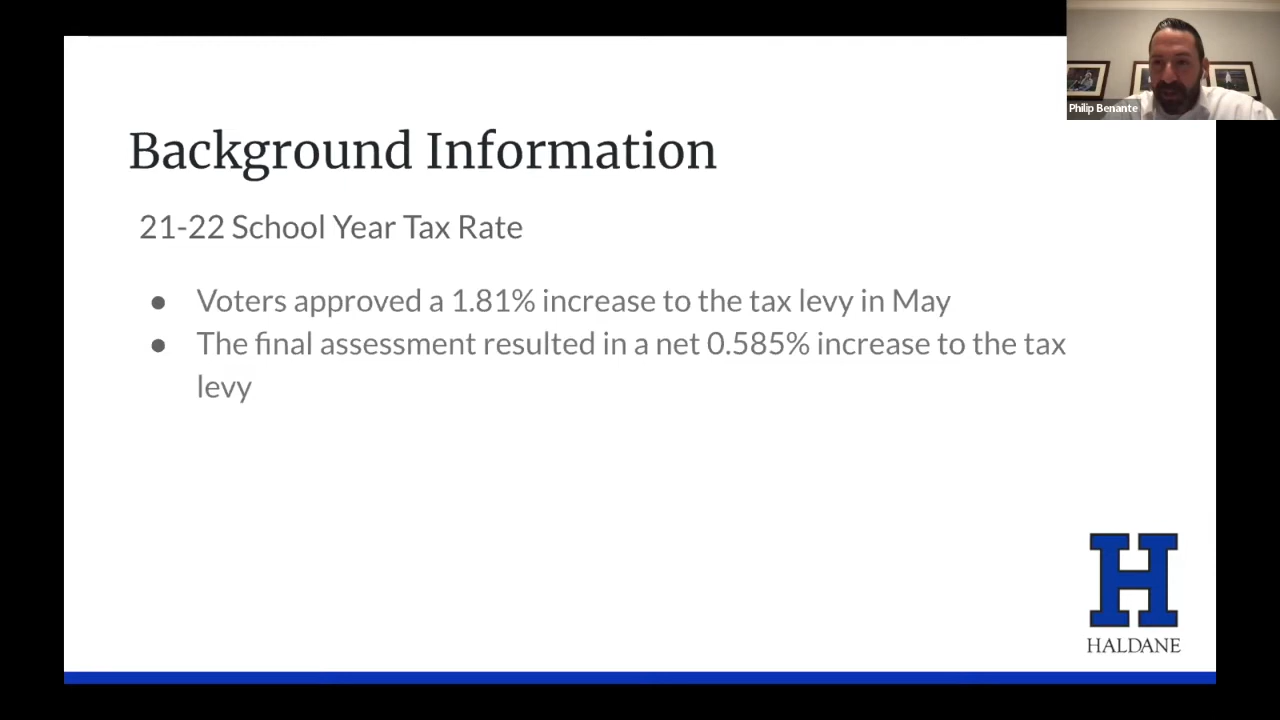 Philip Benante
Background Information
21-22 School Year Tax Rate
● Voters approved a 1.81% increase to the tax levy in May
● The final assessment resulted in a net 0.585% increase to the tax
levy
H
HALDANE